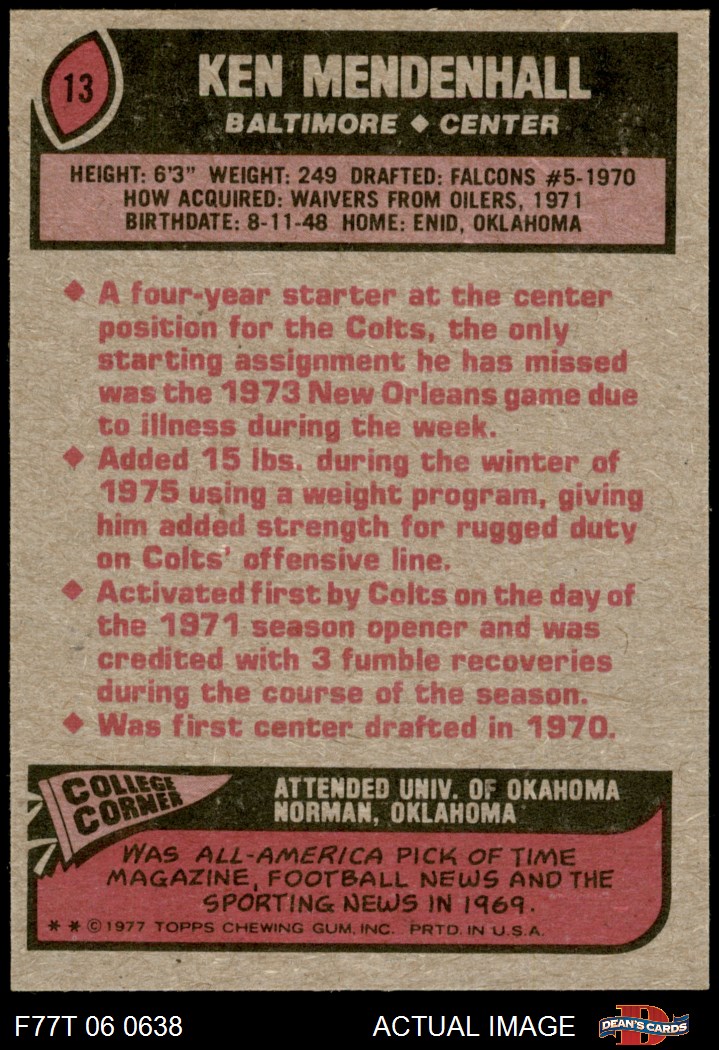 13
KEN MENDENHALL
BALTIMORE ◆ CENTER
HEIGHT: 6'3" WEIGHT: 249 DRAFTED: FALCONS #5-1970
HOW ACQUIRED: WAIVERS FROM OILERS, 1971
BIRTHDATE: 8-11-48 HOME: ENID, OKLAHOMA
◆ A four-year starter at the center
position for the Colts, the only
starting assignment he has missed
was the 1973 New Orleans game due
to illness during the week.
◆ Added 15 lbs. during the winter of
1975 using a weight program, giving
him added strength for rugged duty
on Colts' offensive line.
◆ Activated first by Colts on the day of
the 1971 season opener and was
credited with 3 fumble recoveries
during the course of the season.
◆ Was first center drafted in 1970.
COLLEGE
CORNER
ATTENDED UNIV. OF OKAHOMA
NORMAN, OKLAHOMA
WAS ALL-AMERICA PICK OF TIME
MAGAZINE, FOOTBALL NEWS AND THE
SPORTING NEWS IN 1969.
* * © 1977 TOPPS CHEWING GUM, INC. PRTD. IN U.S.A.
F77T 06 0638
ACTUAL IMAGE
D
DEAN'S CARDS